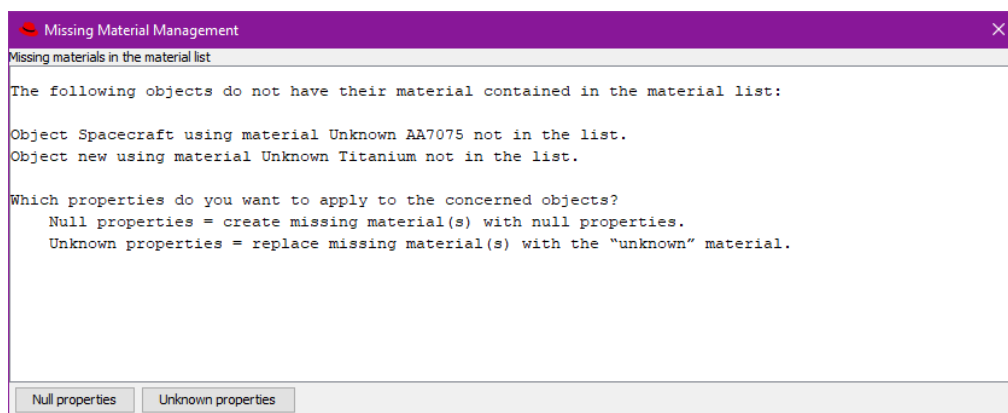 Missing Material Management
Missing materials in the material list
The following objects do not have their material contained in the material list:
Object Spacecraft using material Unknown AA7075 not in the list.
Object new using material Unknown Titanium not in the list.
Which properties do you want to apply to the concerned objects?
Null properties = create missing material(s) with null properties.
Unknown properties = replace missing material(s) with the “unknown” material.
Null properties
Unknown properties